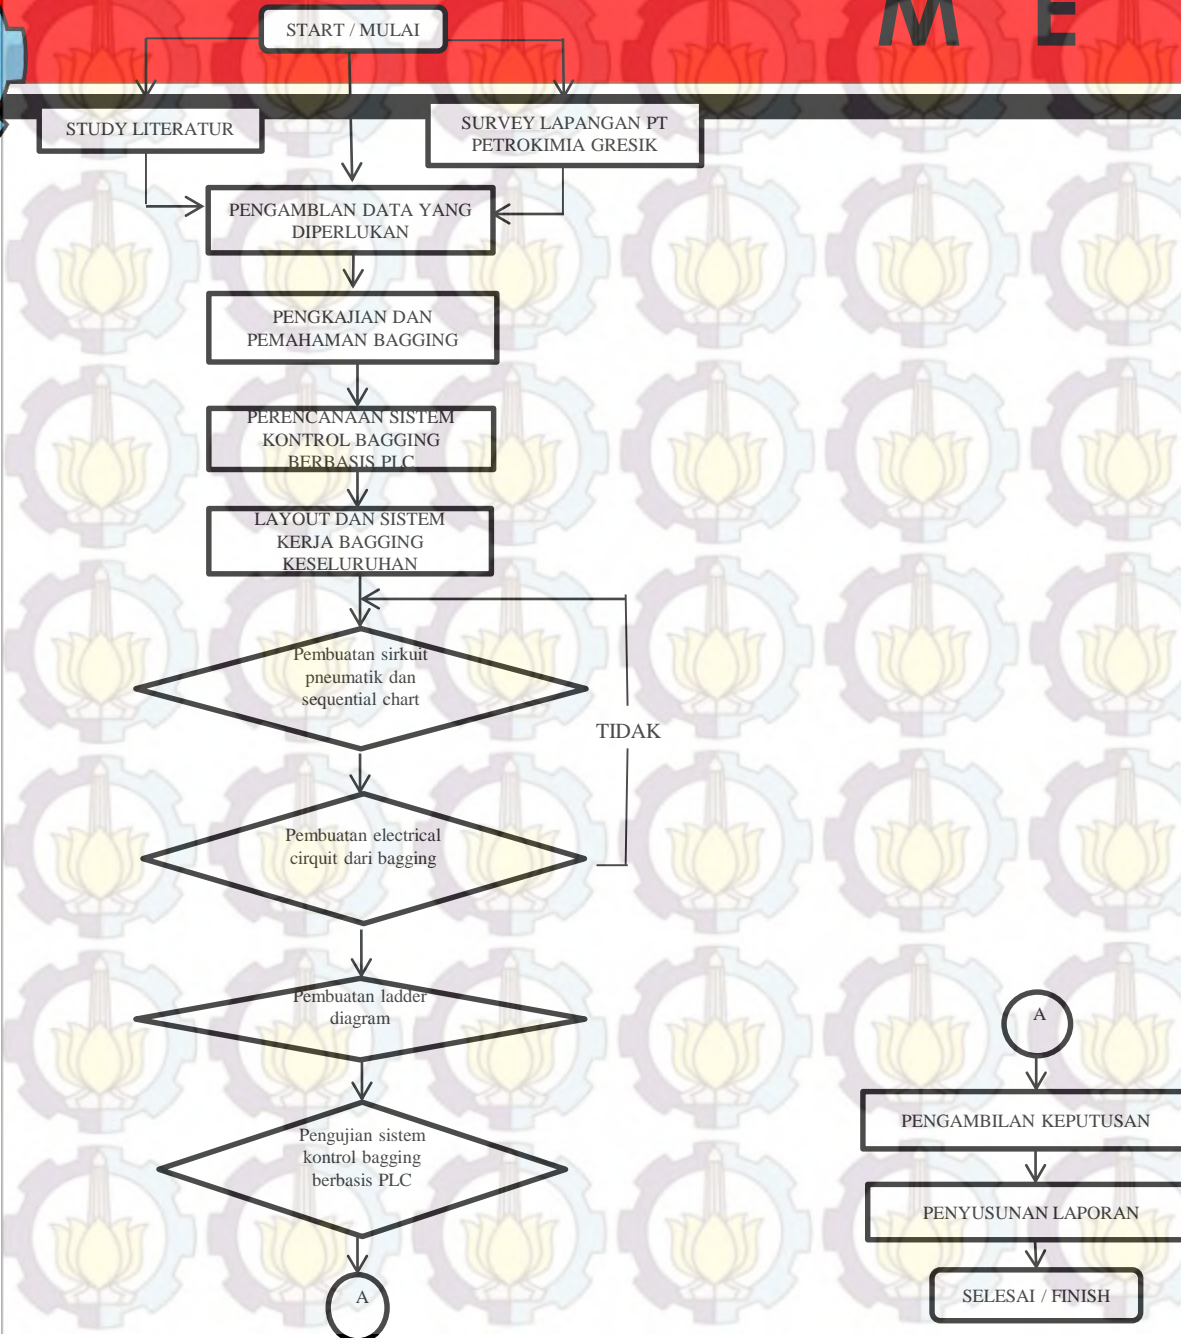 M E
START / MULAI
STUDY LITERATUR
SURVEY LAPANGAN PT
PETROKIMIA GRESIK
PENGAMBLAN DATA YANG
DIPERLUKAN
PENGKAJIAN DAN
PEMAHAMAN BAGGING
PERENCANAAN SISTEM
KONTROL BAGGING
BERBASIS PLC
LAYOUT DAN SISTEM
KERJA BAGGING
KESELURUHAN
Pembuatan sirkuit
pneumatik dan
sequential chart
TIDAK
Pembuatan electrical
cirquit dari bagging
Pembuatan ladder
diagram
Pengujian sistem
kontrol bagging
berbasis PLC
A
A
PENGAMBILAN KEPUTUSAN
PENYUSUNAN LAPORAN
SELESAI / FINISH